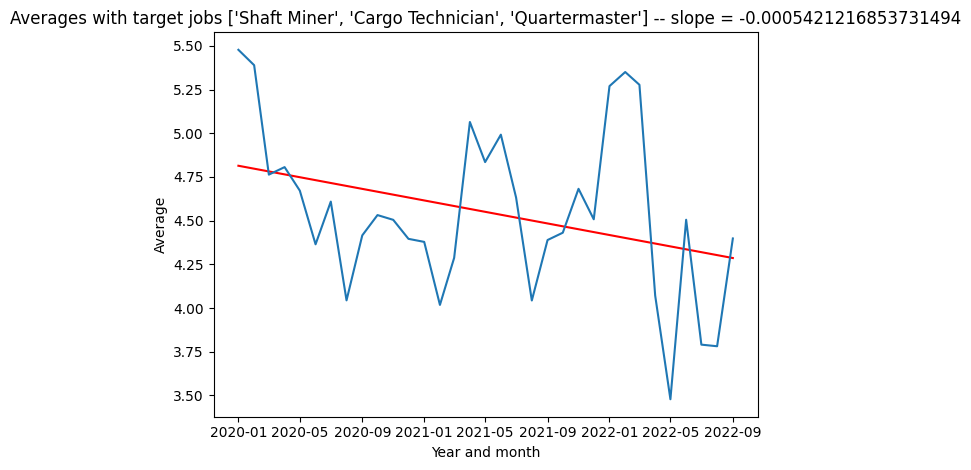 Averages with target jobs ['Shaft Miner', 'Cargo Technician', 'Quartermaster'] -- slope = -0.0005421216853731494
5.50
5.25
5.00
4.75
4.50
4.25
4.00
3.75
3.50
Average
2020-01 2020-05 2020-09 2021-01 2021-05 2021-09 2022-01 2022-05 2022-09
Year and month